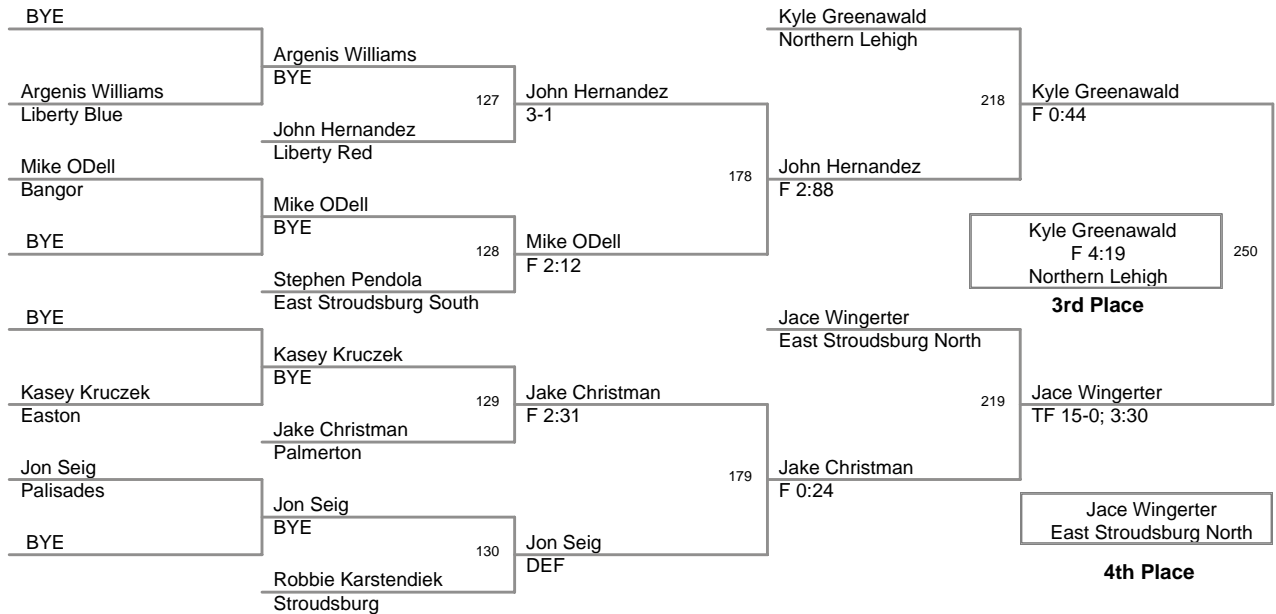 BYE
Argenis Williams
Liberty Blue
Mike ODell
Bangor
BYE
BYE
Kasey Kruczek
Easton
Jon Seig
Palisades
BYE
Argenis Williams
BYE
127
John Hernandez
Liberty Red
Mike ODell
BYE
128
Stephen Pendola
East Stroudsburg South
Kasey Kruczek
BYE
129
Jake Christman
Palmerton
Jon Seig
BYE
130
Robbie Karstendiek
Stroudsburg
John Hernandez
3-1
178
Mike ODell
F 2:12
Jake Christman
F 2:31
179
Jon Seig
DEF
Kyle Greenawald
Northern Lehigh
218
John Hernandez
F 2:88
Jace Wingerter
East Stroudsburg North
219
Jake Christman
F 0:24
Kyle Greenawald
F 0:44
Kyle Greenawald
F 4:19
Northern Lehigh
250
3rd Place
Jace Wingerter
TF 15-0; 3:30
Jace Wingerter
East Stroudsburg North
4th Place